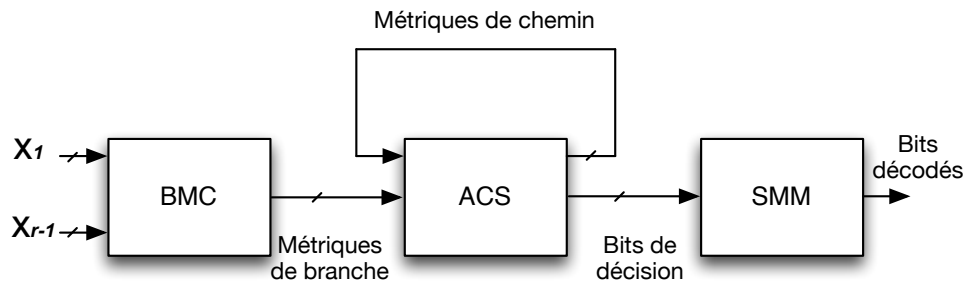 Métriques de chemin
X1
Xr-1
BMC
ACS
SMM
Bits
décodés
Métriques
de branche
Bits de
décision